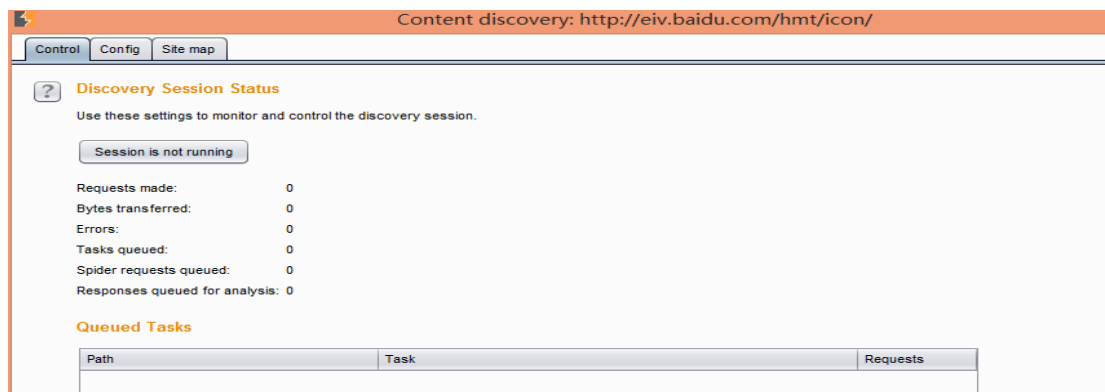 Content discovery: http://eiv.baidu.com/hmt/icon/
Control Config Site map
? Discovery Session Status
Use these settings to monitor and control the discovery session.
Session is not running
Requests made: 0
Bytes transferred: 0
Errors: 0
Tasks queued: 0
Spider requests queued: 0
Responses queued for analysis: 0
Queued Tasks
Path Task Requests